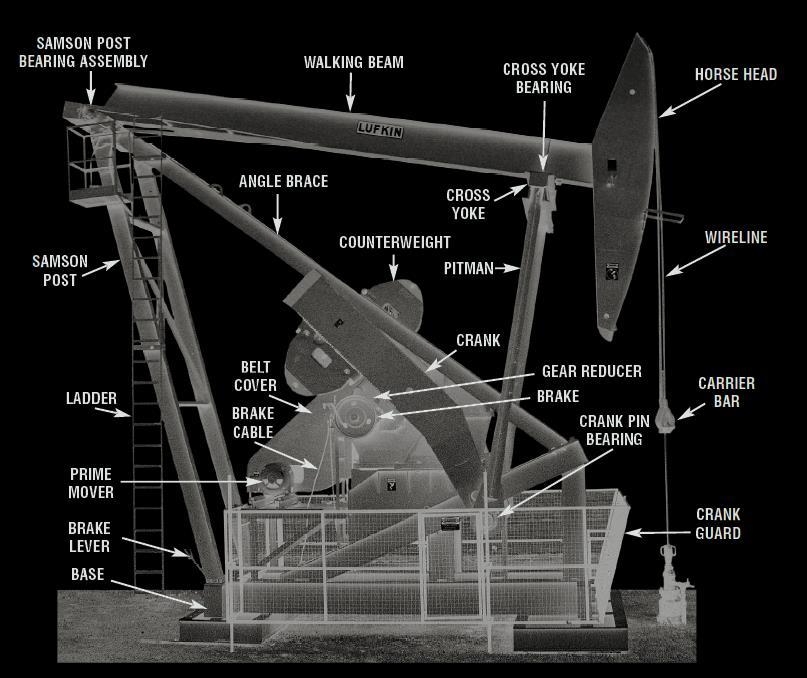 SAMSON POST
BEARING ASSEMBLY
WALKING BEAM
CROSS YOKE
BEARING
HORSE HEAD
LUFKIN
ANGLE BRACE
CROSS
YOKE
COUNTERWEIGHT
WIRELINE
SAMSON
POST
PITMAN
CRANK
GEAR REDUCER
BELT
COVER
BRAKE
CARRIER
BAR
LADDER
BRAKE
CABLE
CRANK PIN
BEARING
PRIME
MOVER
CRANK
GUARD
BRAKE
LEVER
BASE